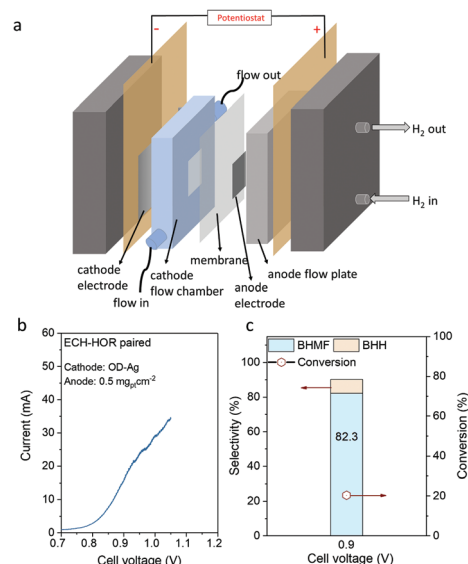 a
Potentiostat
-
+
flow out
H₂ out
H₂ in
cathode
electrode
flow in
cathode
flow chamber
membrane
anode
electrode
anode flow plate
b
ECH-HOR paired
Cathode: OD-Ag
Anode: 0.5 mgₚₜcm⁻²
Current (mA)
60
50
40
30
20
10
0
0.7 0.8 0.9 1.0 1.1 1.2
Cell voltage (V)
c
BHMF BHH
Conversion
82.3
Selectivity (%)
100
80
60
40
20
0
Conversion (%)
100
80
60
40
20
0
0.9
Cell voltage (V)